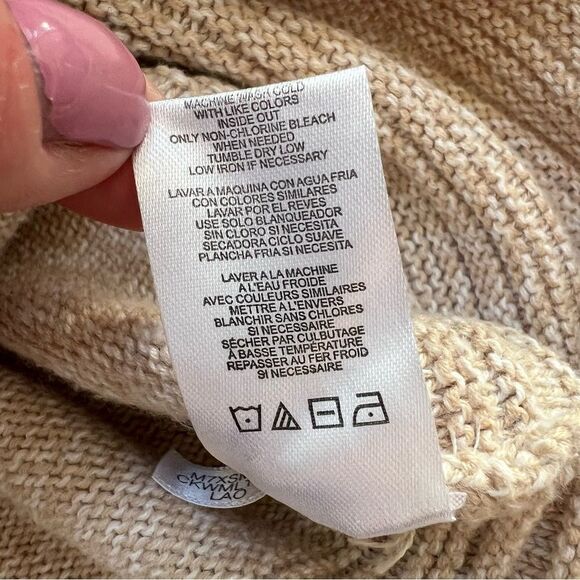 MACHINE WASH COLD
WITH LIKE COLORS
INSIDE OUT
ONLY NON-CHLORINE BLEACH
WHEN NEEDED
TUMBLE DRY LOW
LOW IRON IF NECESSARY
LAVAR A MAQUINA CON AGUA FRIA
CON COLORES SIMILARES
LAVAR POR EL REVES
USE SOLO BLANQUEADOR
SIN CLORO SI NECESITA
SECADORA CICLO SUAVE
PLANCHA FRIA SI NECESITA
LAVER A LA MACHINE
A L'EAU FROIDE
AVEC COULEURS SIMILAIRES
METTRE A L'ENVERS
BLANCHIR SANS CHLORES
SI NECESSAIRE
SÉCHER PAR CULBUTAGE
À BASSE TEMPÉRATURE
REPASSER AU FER FROID
SI NECESSAIRE
LAO